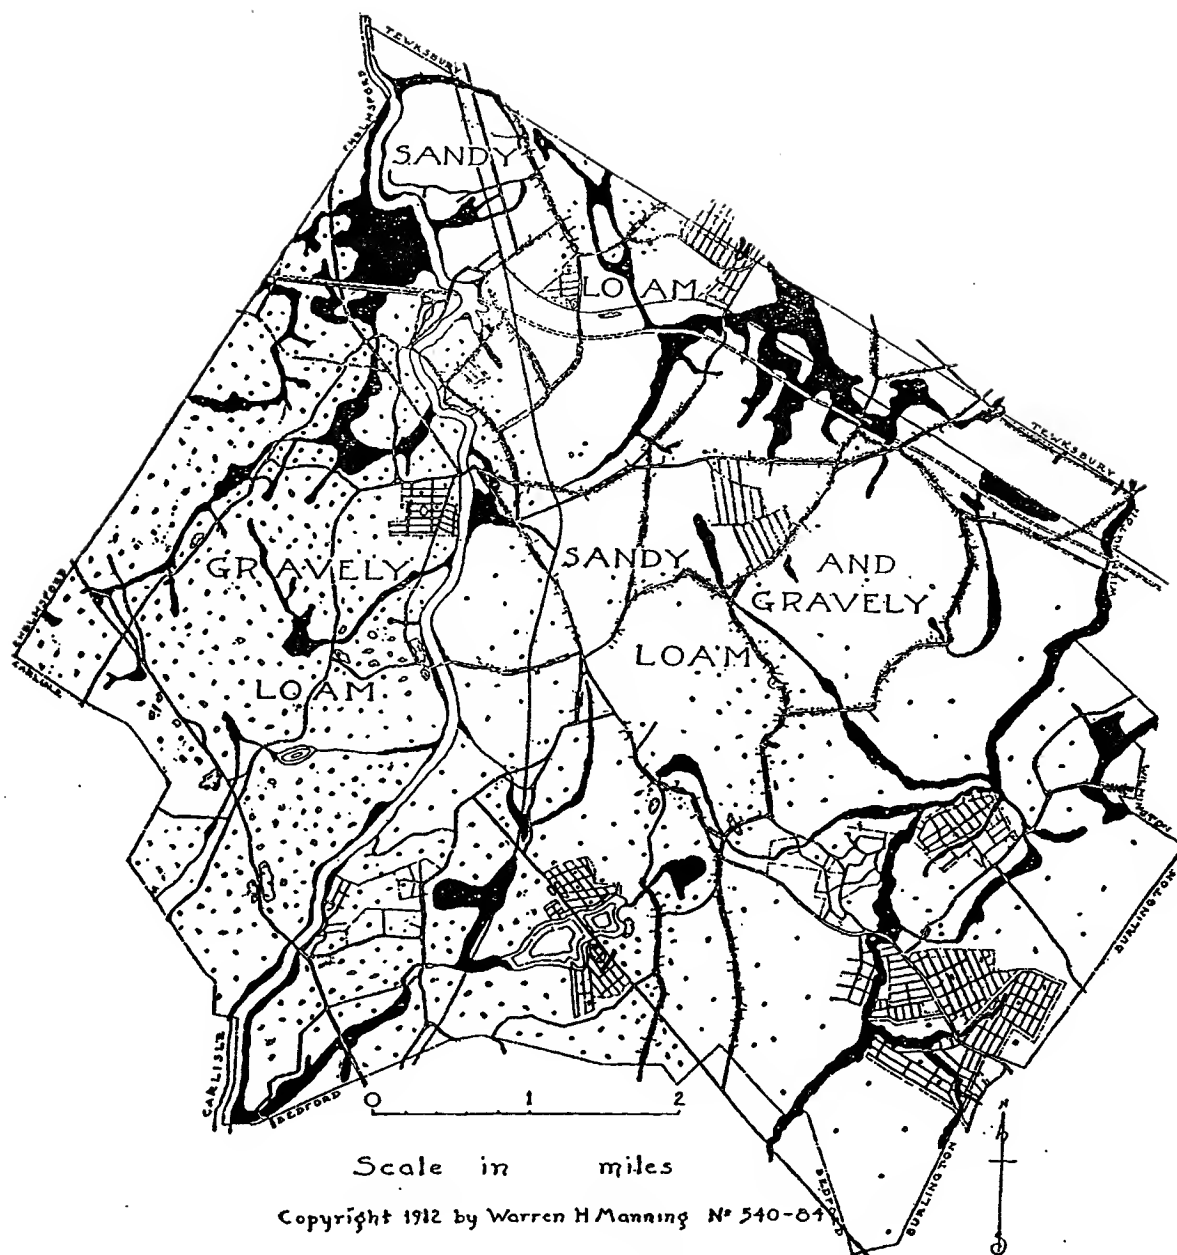 TEWKSBURY
CHELMSFORD
SANDY
LOAM
TEWKSBURY
WILMINGTON
GRAVELY
LOAM
SANDY
LOAM
AND
GRAVELY
CHELMSFORD
CARLISLE
BURLINGTON
CARLISLE
BEDFORD
0 1 2
Scale in miles
BEDFORD
BURLINGTON
N
Copyright 1912 by Warren H Manning Nº 540-84